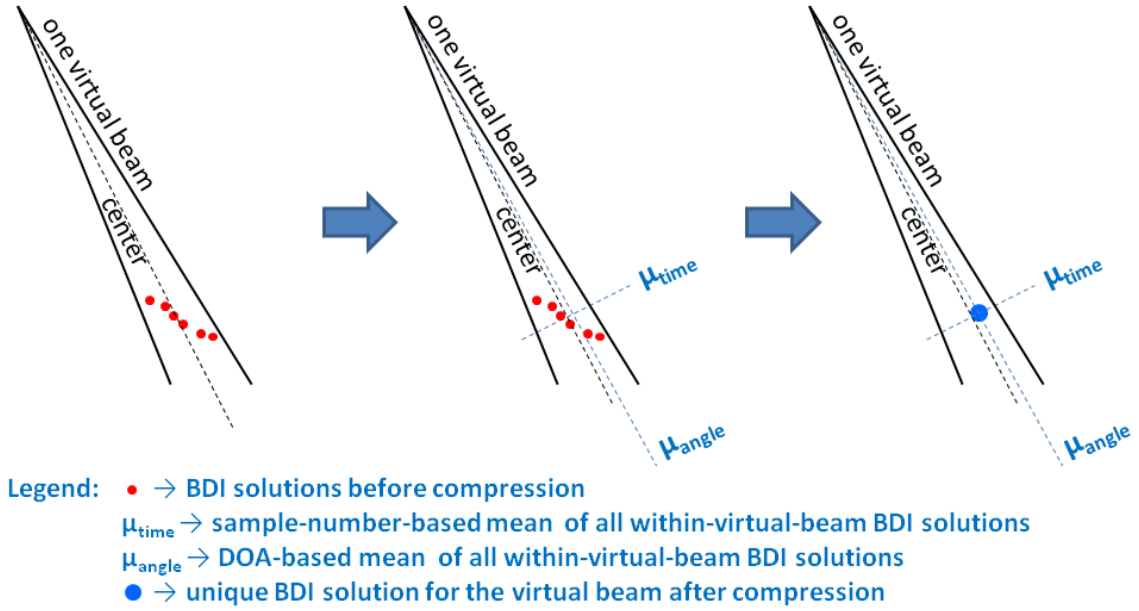 one virtual beam
center
one virtual beam
center
μtime
μangle
one virtual beam
center
μtime
μangle
Legend: • → BDI solutions before compression
μtime → sample-number-based mean of all within-virtual-beam BDI solutions
μangle → DOA-based mean of all within-virtual-beam BDI solutions
● → unique BDI solution for the virtual beam after compression